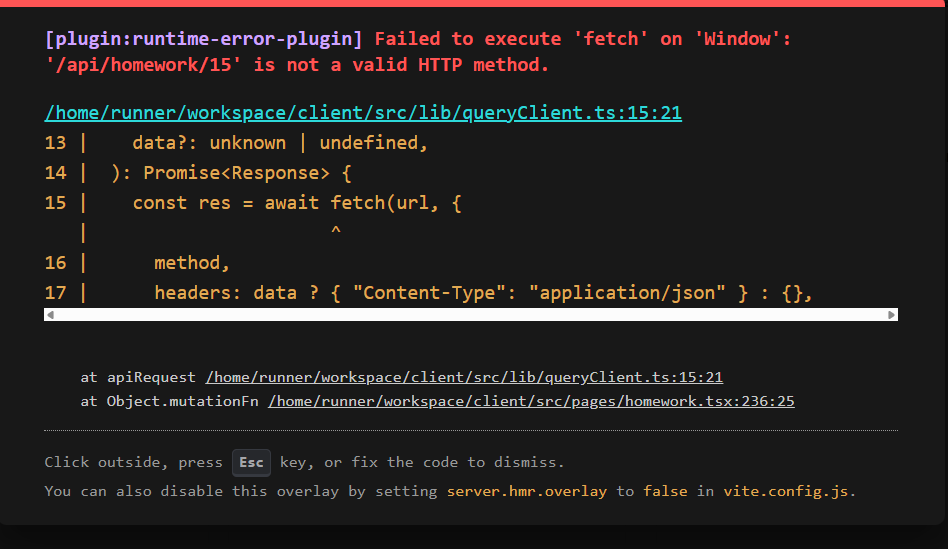 [plugin:runtime-error-plugin] Failed to execute 'fetch' on 'Window':
'/api/homework/15' is not a valid HTTP method.
/home/runner/workspace/client/src/lib/queryClient.ts:15:21
13 |    data?: unknown | undefined,
14 |  ): Promise<Response> {
15 |    const res = await fetch(url, {
   |                      ^
16 |      method,
17 |      headers: data ? { "Content-Type": "application/json" } : {},
at apiRequest /home/runner/workspace/client/src/lib/queryClient.ts:15:21
at Object.mutationFn /home/runner/workspace/client/src/pages/homework.tsx:236:25
Click outside, press Esc key, or fix the code to dismiss.
You can also disable this overlay by setting server.hmr.overlay to false in vite.config.js.